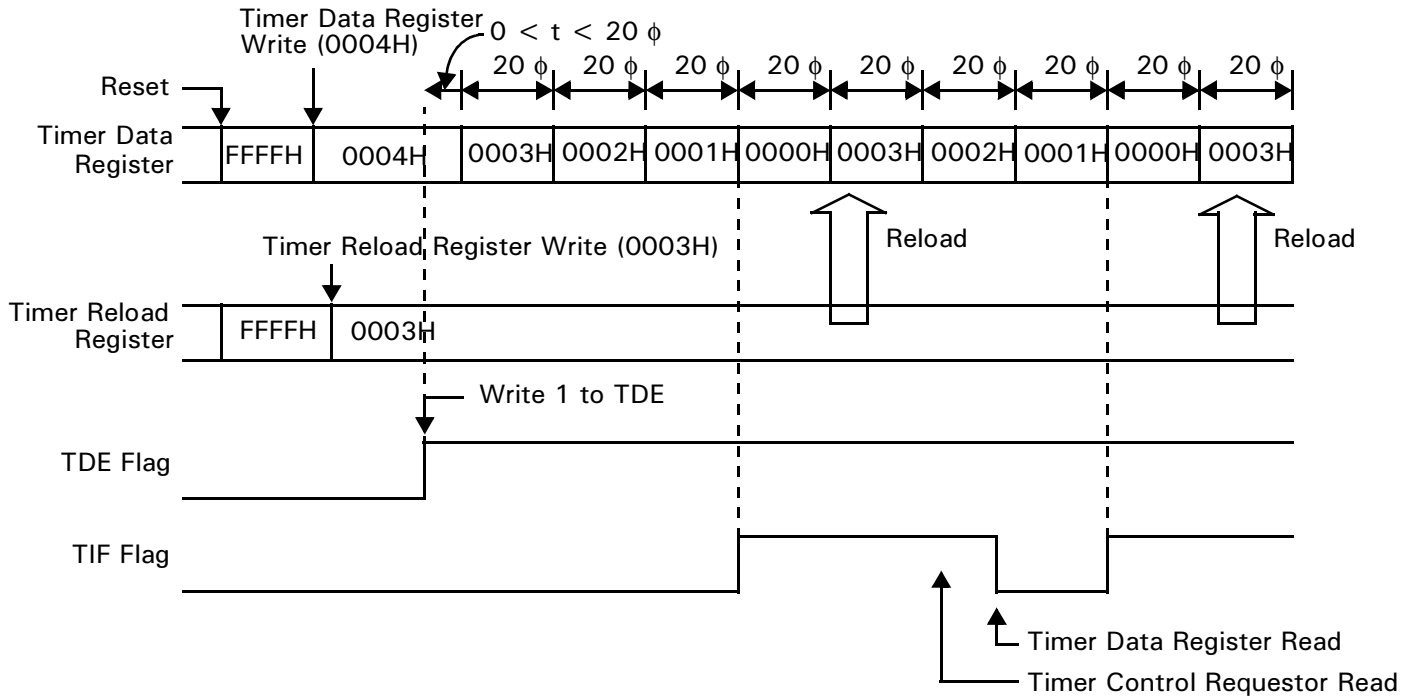 Timer Data Register
Write (0004H)
0 < t < 20 ϕ
20 ϕ 20 ϕ 20 ϕ 20 ϕ 20 ϕ 20 ϕ 20 ϕ 20 ϕ 20 ϕ
Reset
Timer Data
Register
FFFFH 0004H 0003H 0002H 0001H 0000H 0003H 0002H 0001H 0000H 0003H
Reload Reload
Timer Reload Register Write (0003H)
Timer Reload
Register
FFFFH 0003H
Write 1 to TDE
TDE Flag
TIF Flag
Timer Data Register Read
Timer Control Requestor Read